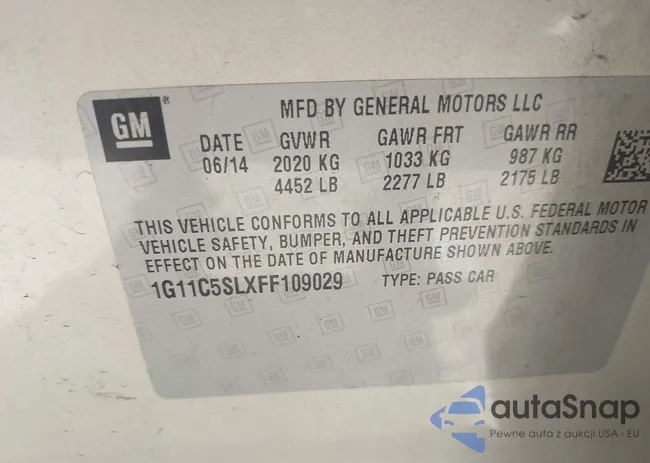 GM
MFD BY GENERAL MOTORS LLC
DATE GVWR GAWR FRT GAWR RR
06/14 2020 KG 1033 KG 987 KG
4452 LB 2277 LB 2175 LB
THIS VEHICLE CONFORMS TO ALL APPLICABLE U.S. FEDERAL MOTOR
VEHICLE SAFETY, BUMPER, AND THEFT PREVENTION STANDARDS IN
EFFECT ON THE DATE OF MANUFACTURE SHOWN ABOVE.
1G11C5SLXFF109029 TYPE: PASS CAR
autaSnap
Pewne auta z aukcji USA i EU